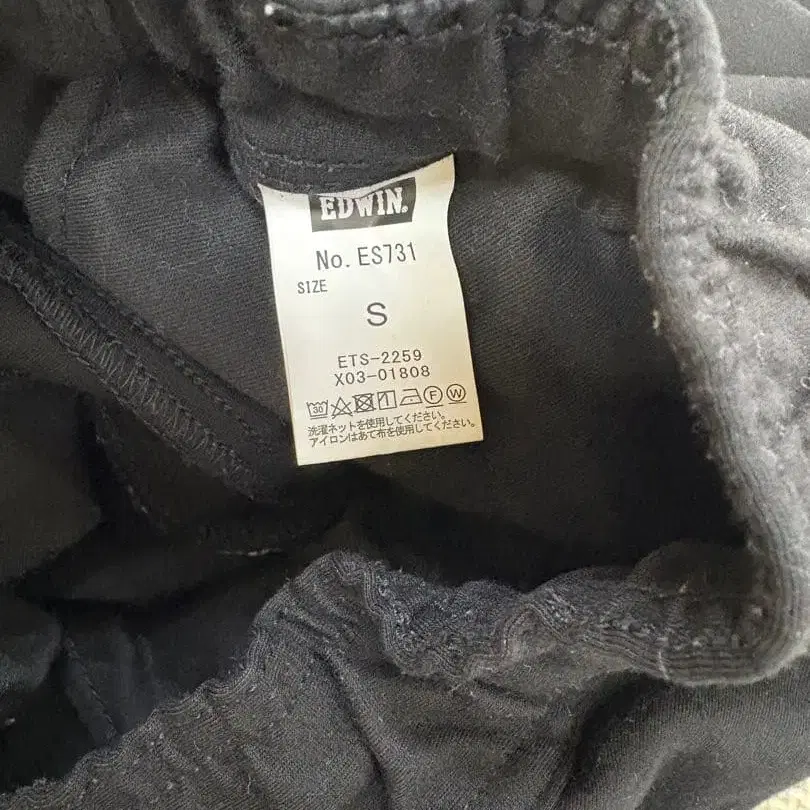 EDWIN.
No. ES731
SIZE
S
ETS-2259
X03-01808
30 F W
洗濯ネットを使用してください。
アイロンはあて布を使用してください。